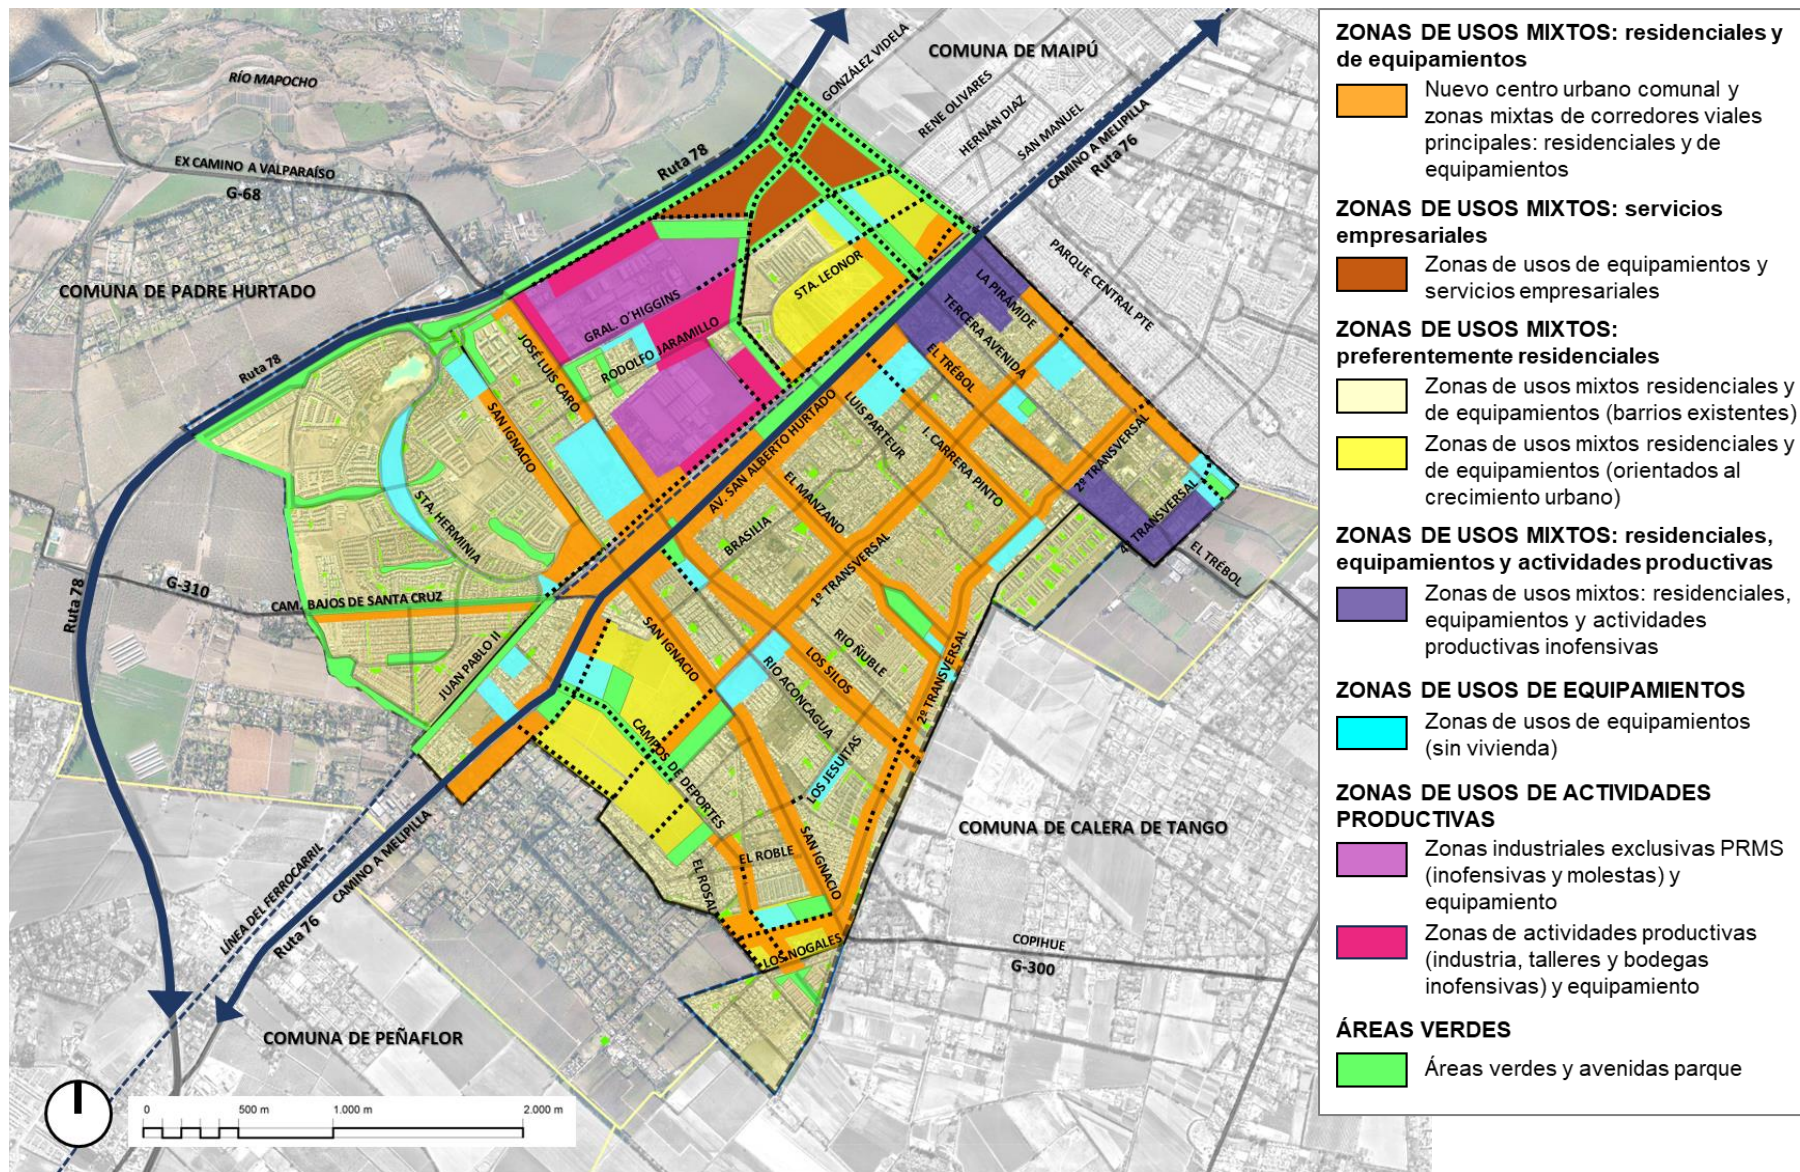 COMUNA DE MAIPÚ
GONZÁLEZ VIDELA
RENE OLIVARES
HERNÁN DIAZ
SAN MANUEL
CAMINO A MELIPILLA
Ruta 76
RÍO MAPOCHO
EX CAMINO A VALPARAÍSO
G-68
Ruta 78
COMUNA DE PADRE HURTADO
PARQUE CENTRAL PTE
LA PIRÁMIDE
TERCERA AVENIDA
STA. LEONOR
GRAL. O´HIGGINS
RODOLFO JARAMILLO
JOSÉ LUIS CARO
EL TRÉBOL
Ruta 78
SAN IGNACIO
LUIS PARTEUR
I. CARRERA PINTO
AV. SAN ALBERTO HURTADO
2º TRANSVERSAL
4º TRANSVERSAL
EL TRÉBOL
EL MANZANO
BRASILIA
STA. HERMINIA
1º TRANSVERSAL
G-310
CAM. BAJOS DE SANTA CRUZ
Ruta 78
JUAN PABLO II
SAN IGNACIO
RIO ÑUBLE
LOS SILOS
RIO ACONCAGUA
2º TRANSVERSAL
CAMPOS DE DEPORTES
LOS JESUITAS
COMUNA DE CALERA DE TANGO
EL ROBLE
SAN IGNACIO
EL ROSAL
LOS NOGALES
LÍNEA DEL FERROCARRIL
CAMINO A MELIPILLA
Ruta 76
COPIHUE
G-300
COMUNA DE PEÑAFLOR
0 500 m 1.000 m 2.000 m
ZONAS DE USOS MIXTOS: residenciales y
de equipamientos
Nuevo centro urbano comunal y
zonas mixtas de corredores viales
principales: residenciales y de
equipamientos
ZONAS DE USOS MIXTOS: servicios
empresariales
Zonas de usos de equipamientos y
servicios empresariales
ZONAS DE USOS MIXTOS:
preferentemente residenciales
Zonas de usos mixtos residenciales y
de equipamientos (barrios existentes)
Zonas de usos mixtos residenciales y
de equipamientos (orientados al
crecimiento urbano)
ZONAS DE USOS MIXTOS: residenciales,
equipamientos y actividades productivas
Zonas de usos mixtos: residenciales,
equipamientos y actividades
productivas inofensivas
ZONAS DE USOS DE EQUIPAMIENTOS
Zonas de usos de equipamientos
(sin vivienda)
ZONAS DE USOS DE ACTIVIDADES
PRODUCTIVAS
Zonas industriales exclusivas PRMS
(inofensivas y molestas) y
equipamiento
Zonas de actividades productivas
(industria, talleres y bodegas
inofensivas) y equipamiento
ÁREAS VERDES
Áreas verdes y avenidas parque